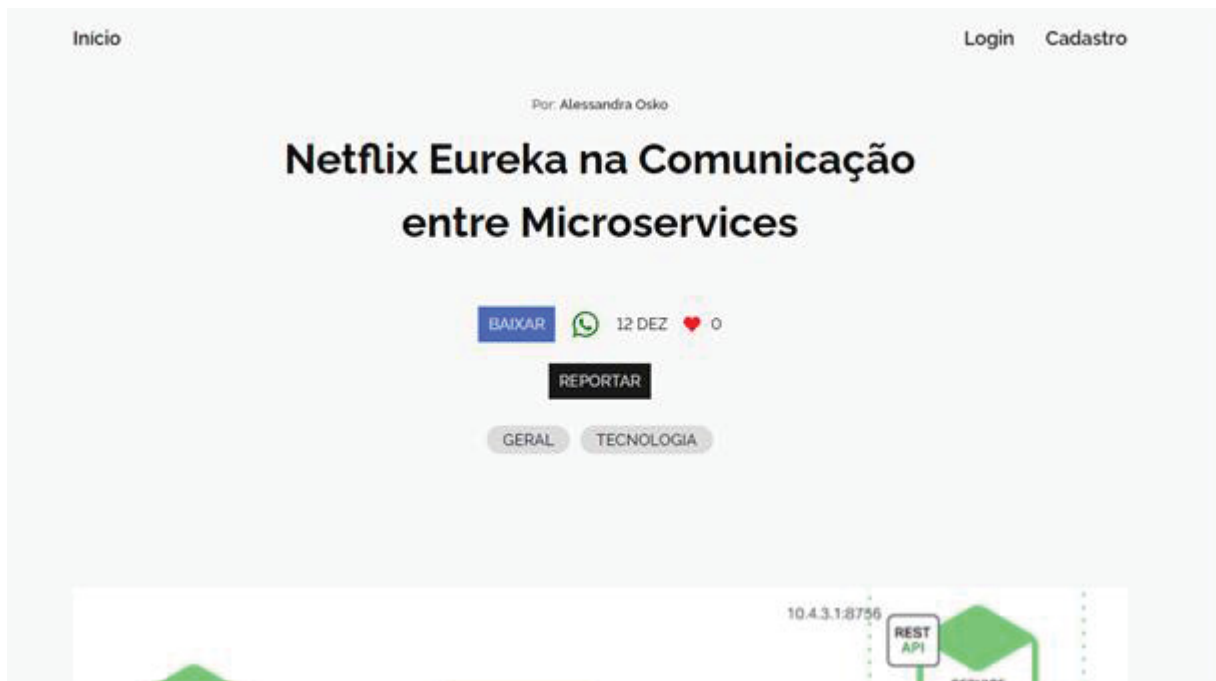 Início
Login Cadastro
Por: Alessandra Osko
Netflix Eureka na Comunicação
entre Microservices
BAIXAR 12 DEZ 0
REPORTAR
GERAL TECNOLOGIA
10.4.3.1:8756
REST
API